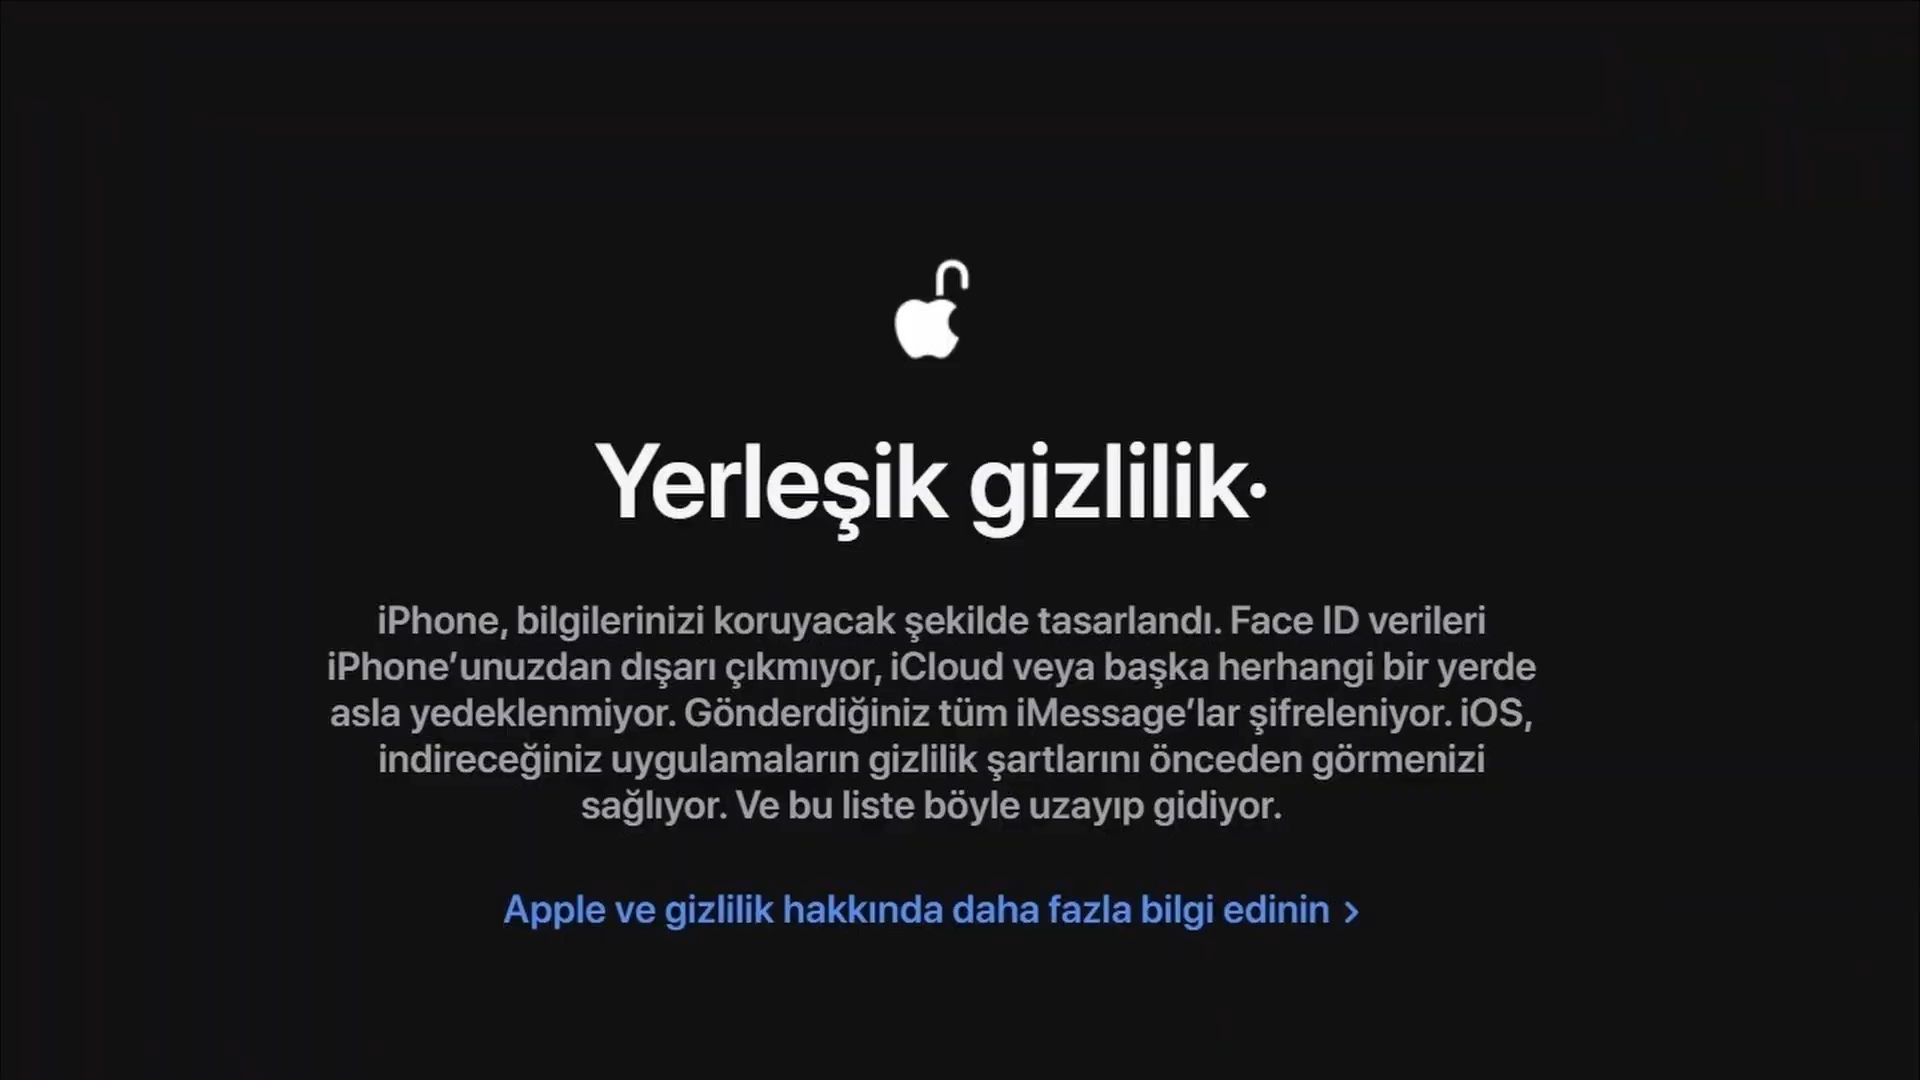 Yerleşik gizlilik·
iPhone, bilgilerinizi koruyacak şekilde tasarlandı. Face ID verileri
iPhone’unuzdan dışarı çıkmıyor, iCloud veya başka herhangi bir yerde
asla yedeklenmiyor. Gönderdiğiniz tüm iMessage’lar şifreleniyor. iOS,
indireceğiniz uygulamaların gizlilik şartlarını önceden görmenizi
sağlıyor. Ve bu liste böyle uzayıp gidiyor.
Apple ve gizlilik hakkında daha fazla bilgi edinin >